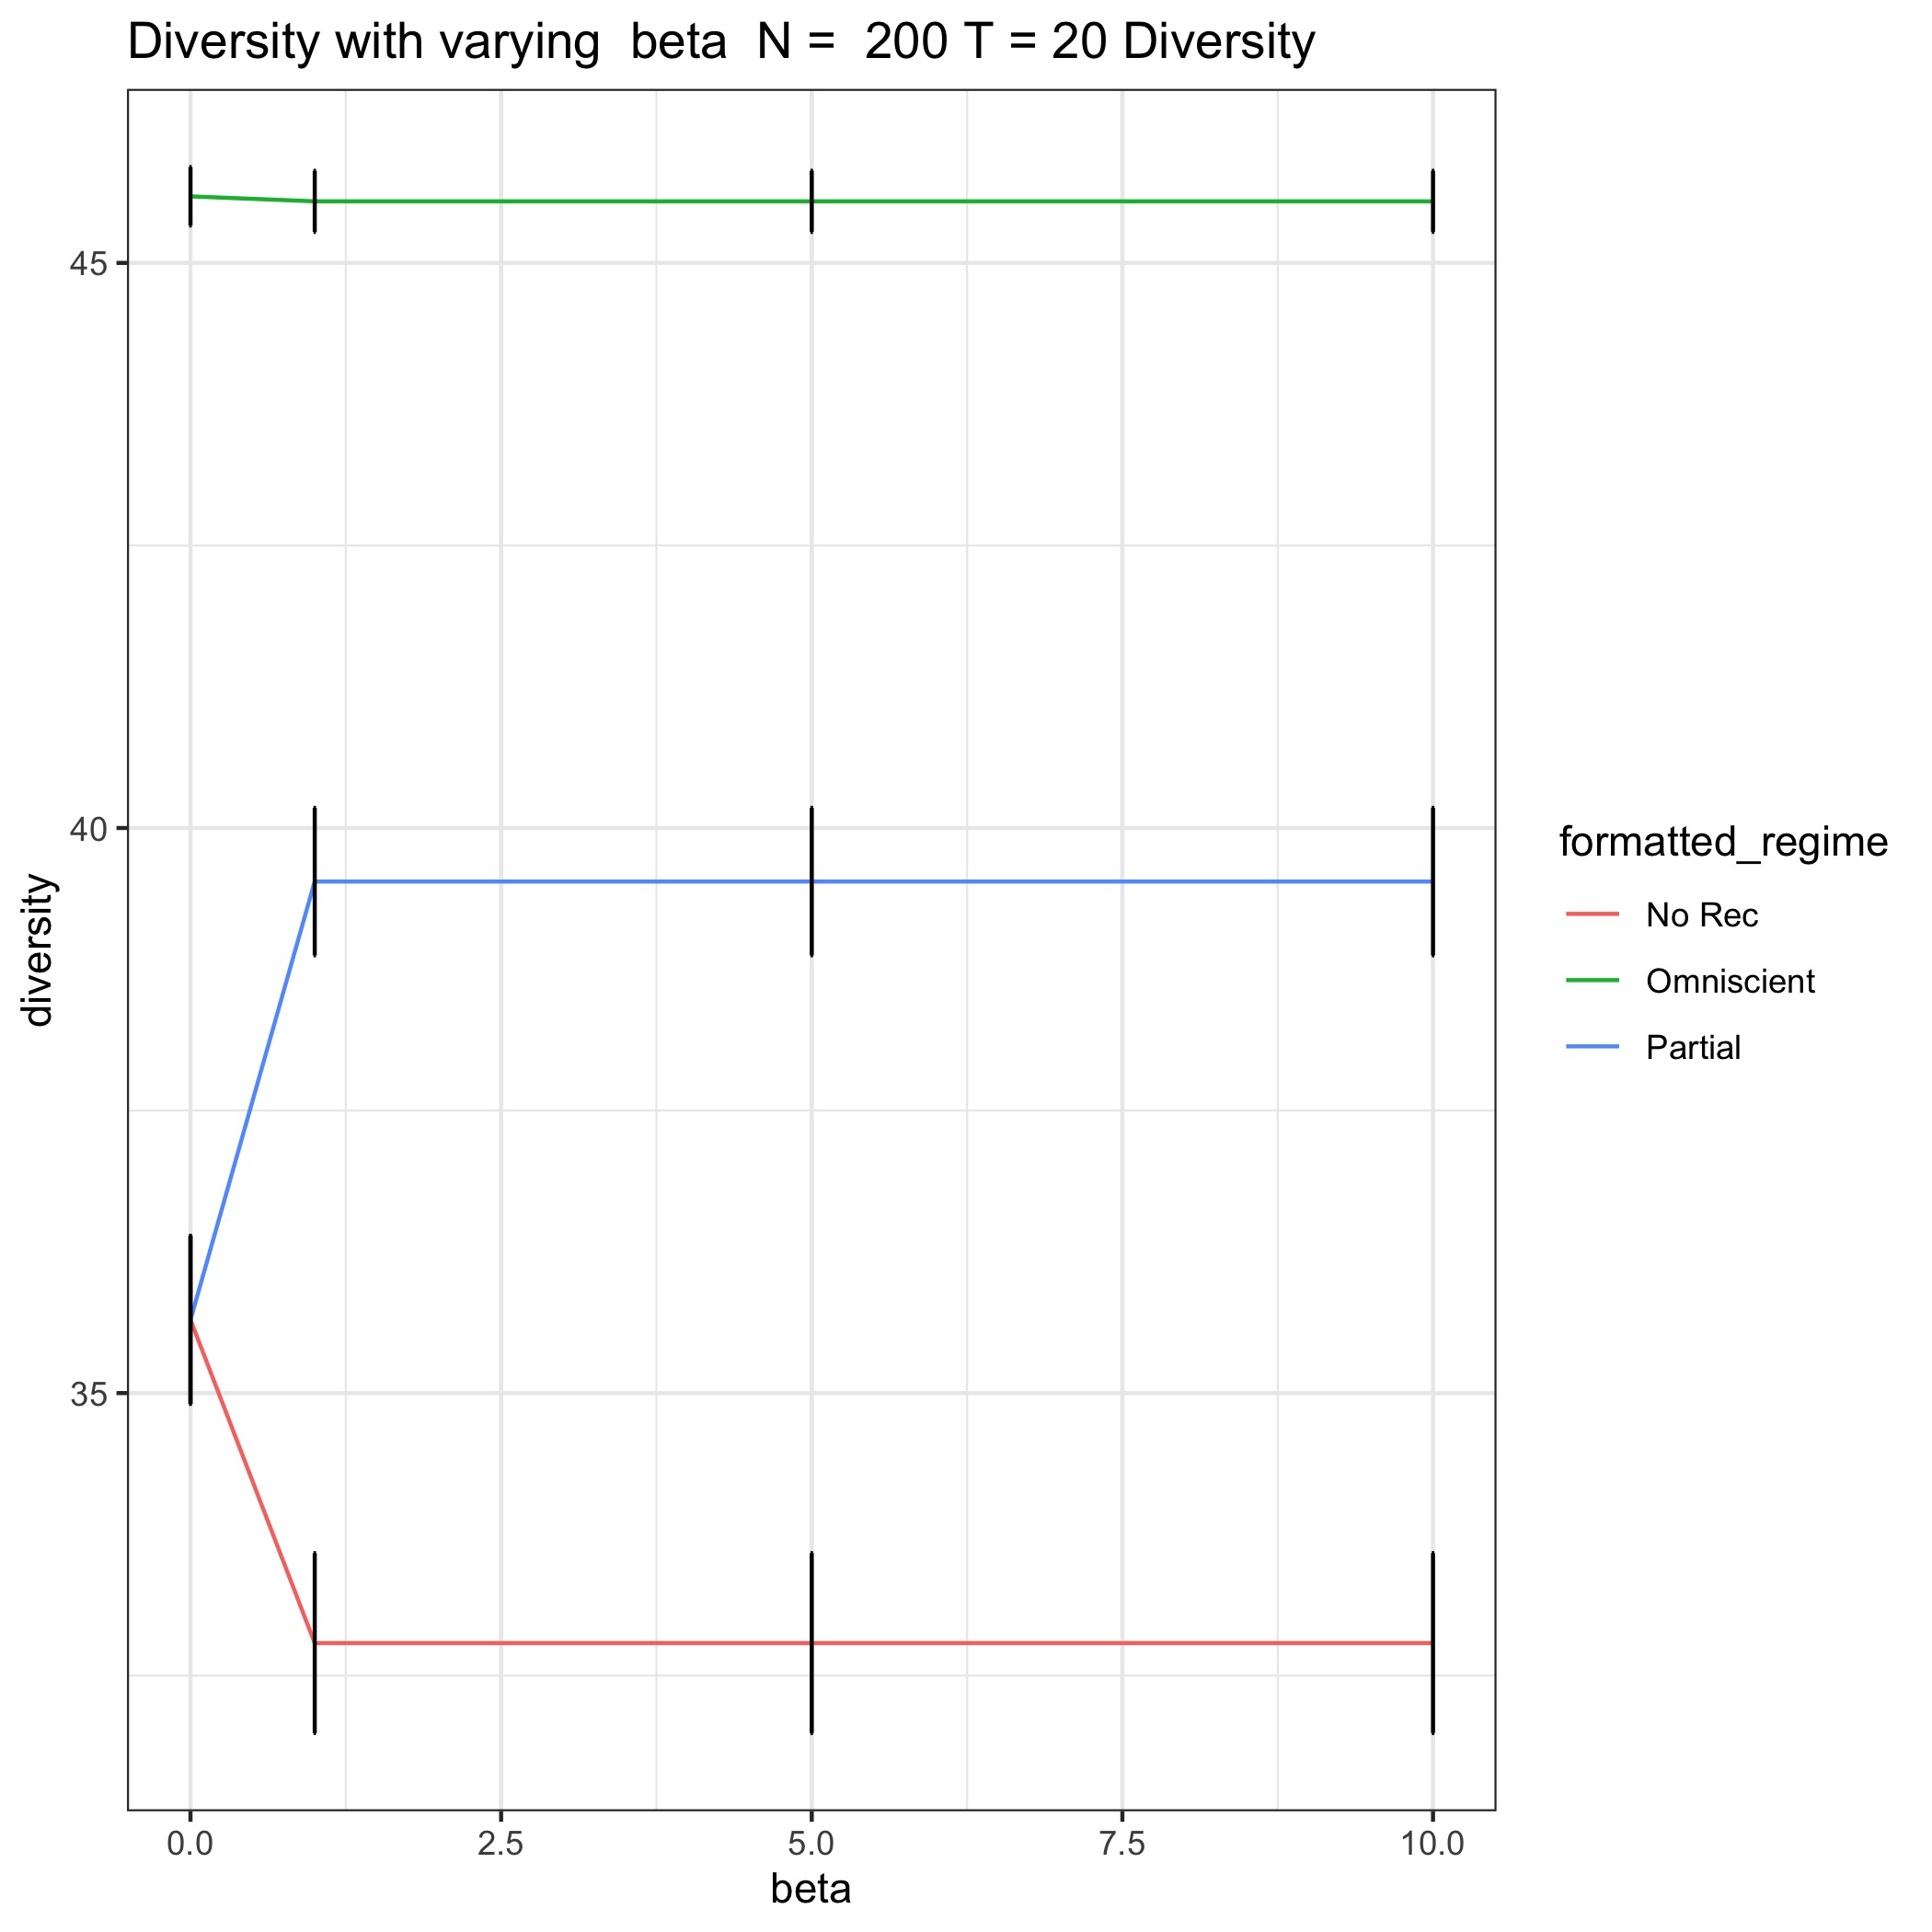 Diversity with varying  beta  N =  200 T = 20 Diversity
45
40
35
diversity
0.0
2.5
5.0
7.5
10.0
beta
formatted_regime
No Rec
Omniscient
Partial